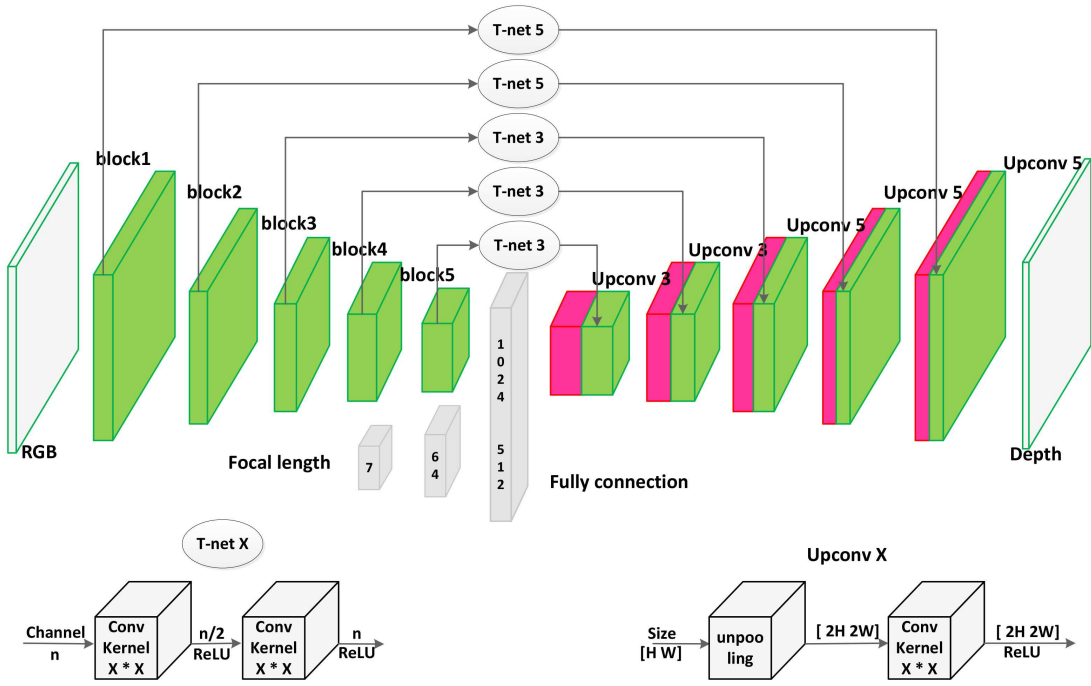 T-net 5
T-net 5
T-net 3
T-net 3
T-net 3
block1
block2
block3
block4
block5
Upconv 3
Upconv 3
Upconv 5
Upconv 5
Upconv 5
RGB
Focal length
7
6
4
1
0
2
4
5
1
2
Fully connection
Depth
T-net X
Channel
n
Conv
Kernel
X * X
n/2
ReLU
Conv
Kernel
X * X
n
ReLU
Upconv X
Size
[H W]
unpoo
ling
[ 2H 2W]
Conv
Kernel
X * X
[ 2H 2W]
ReLU